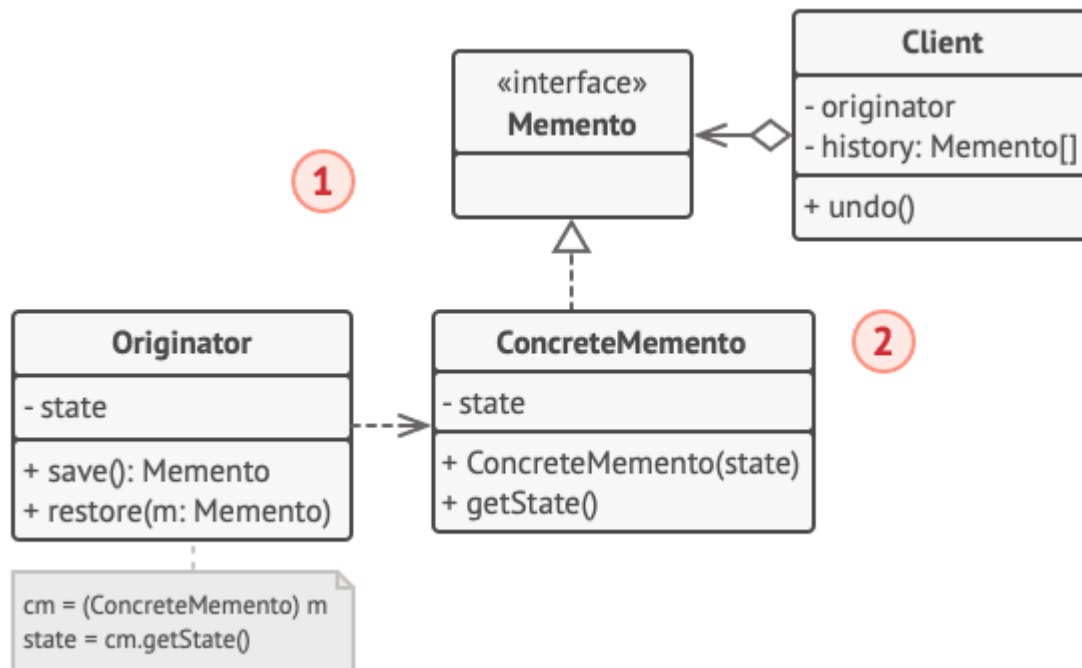 «interface»
Memento
Client
- originator
- history: Memento[]
+ undo()
1
Originator
- state
+ save(): Memento
+ restore(m: Memento)
ConcreteMemento
- state
+ ConcreteMemento(state)
+ getState()
2
cm = (ConcreteMemento) m
state = cm.getState()